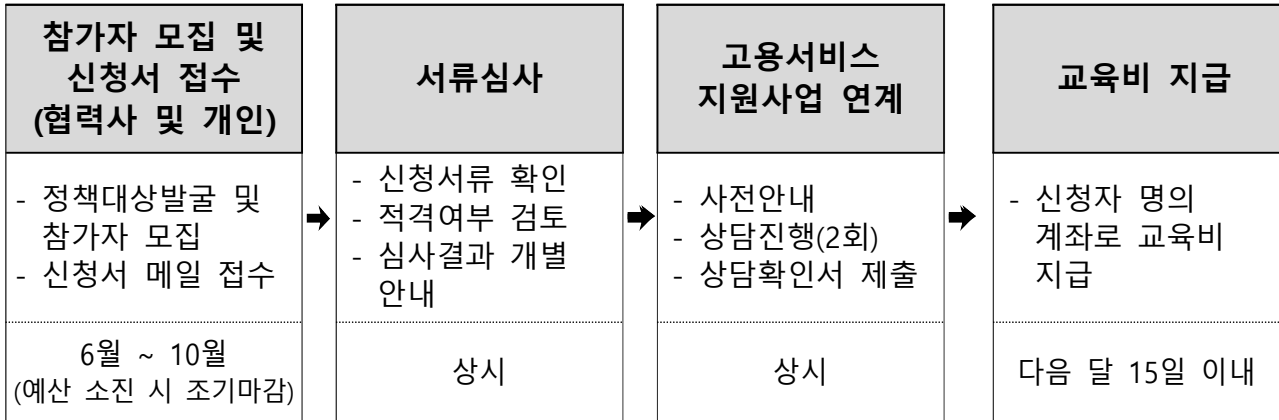 참가자 모집 및
신청서 접수
(협력사 및 개인)
- 정책대상발굴 및
참가자 모집
- 신청서 메일 접수
6월 ~ 10월
(예산 소진 시 조기마감)
서류심사
- 신청서류 확인
- 적격여부 검토
- 심사결과 개별
안내
상시
고용서비스
지원사업 연계
- 사전안내
- 상담진행(2회)
- 상담확인서 제출
상시
교육비 지급
- 신청자 명의
계좌로 교육비
지급
다음 달 15일 이내